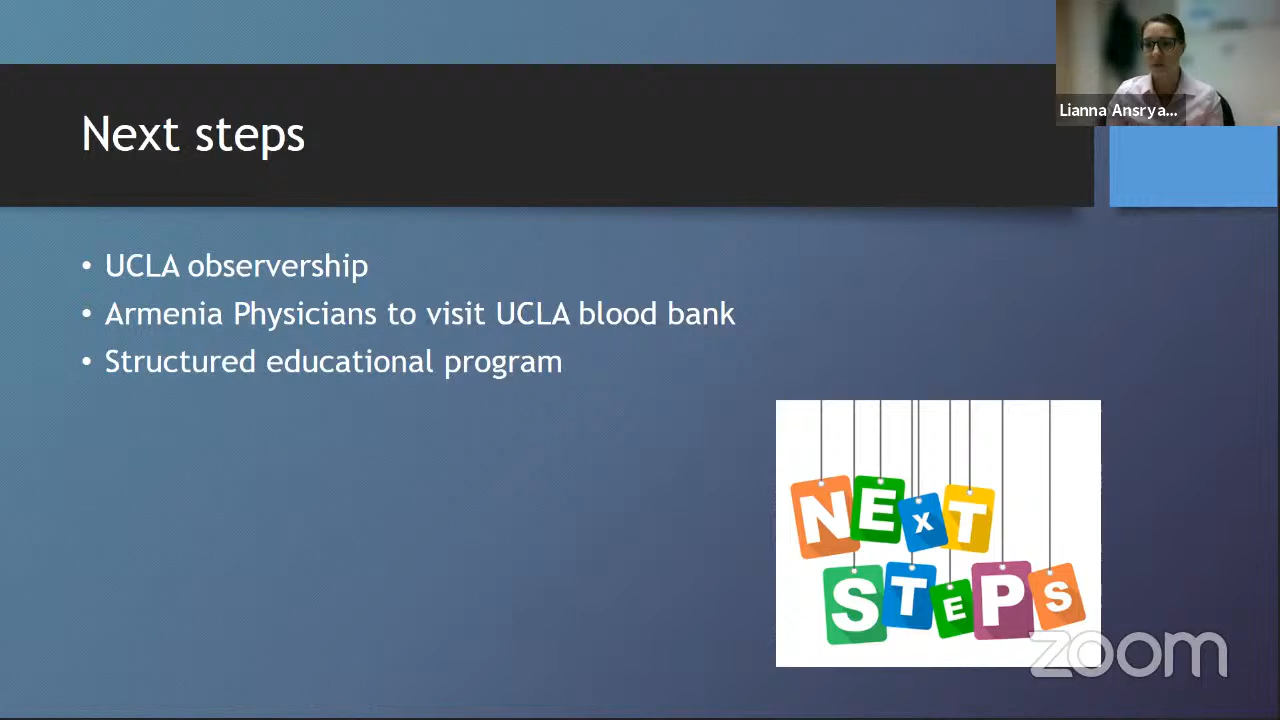 Lianna Ansrya...
Next steps
• UCLA observership
• Armenia Physicians to visit UCLA blood bank
• Structured educational program
NExT
STEPS
zoom